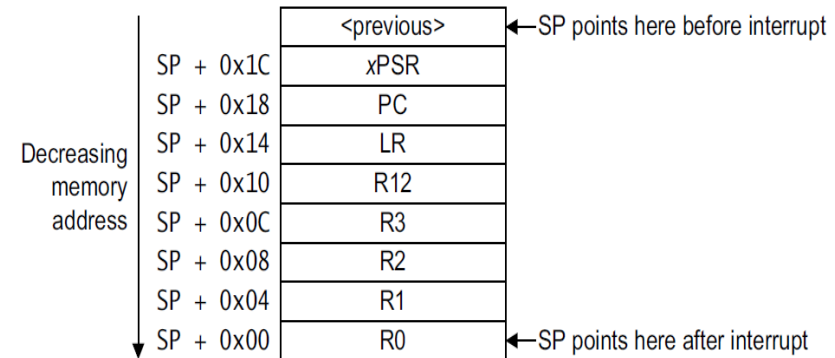 <previous> SP points here before interrupt
SP + 0x1C xPSR
SP + 0x18 PC
SP + 0x14 LR
Decreasing
memory
address
SP + 0x10 R12
SP + 0x0C R3
SP + 0x08 R2
SP + 0x04 R1
SP + 0x00 R0 SP points here after interrupt